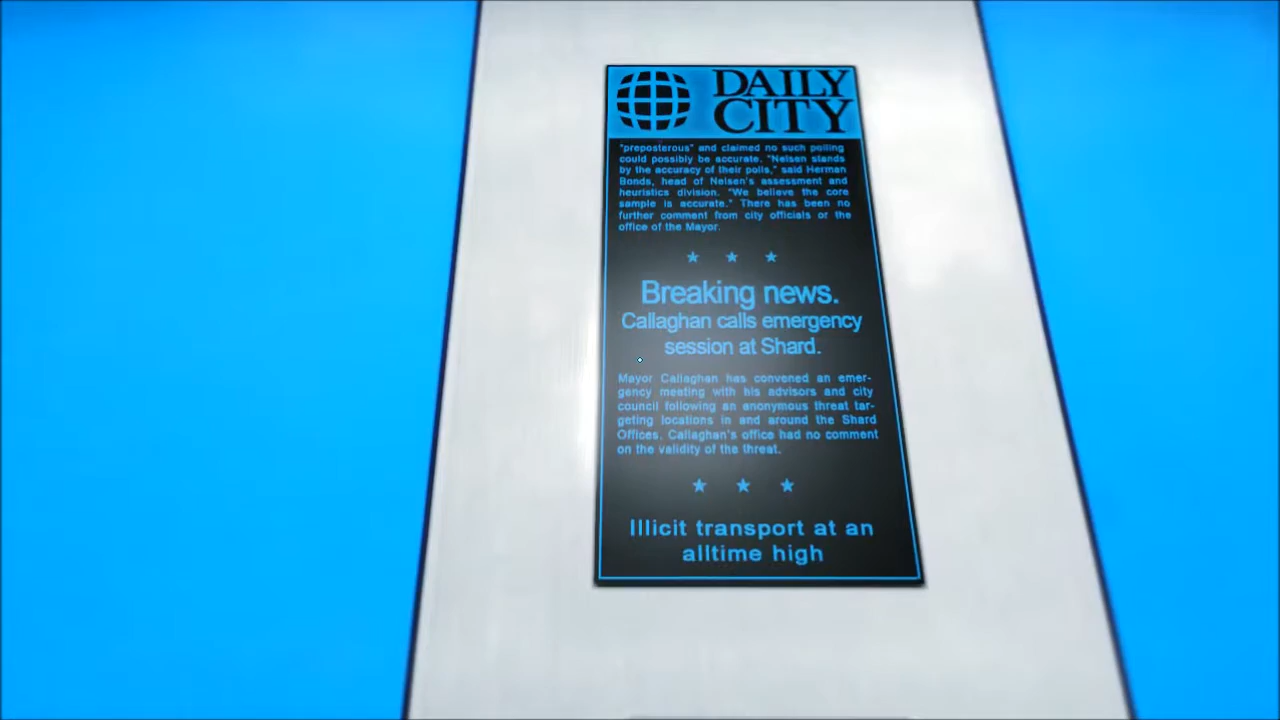 DAILY
CITY
"preposterous" and claimed no such polling
could possibly be accurate. "Nelsen stands
by the accuracy of their polls," said Herman
Bonds, head of Nelsen's assessment and
heuristics division. "We believe the core
sample is accurate." There has been no
further comment from city officials or the
office of the Mayor.
Breaking news.
Callaghan calls emergency
session at Shard.
Mayor Callaghan has convened an emer-
gency meeting with his advisors and city
council following an anonymous threat tar-
geting locations in and around the Shard
Offices. Callaghan's office had no comment
on the validity of the threat.
Illicit transport at an
alltime high